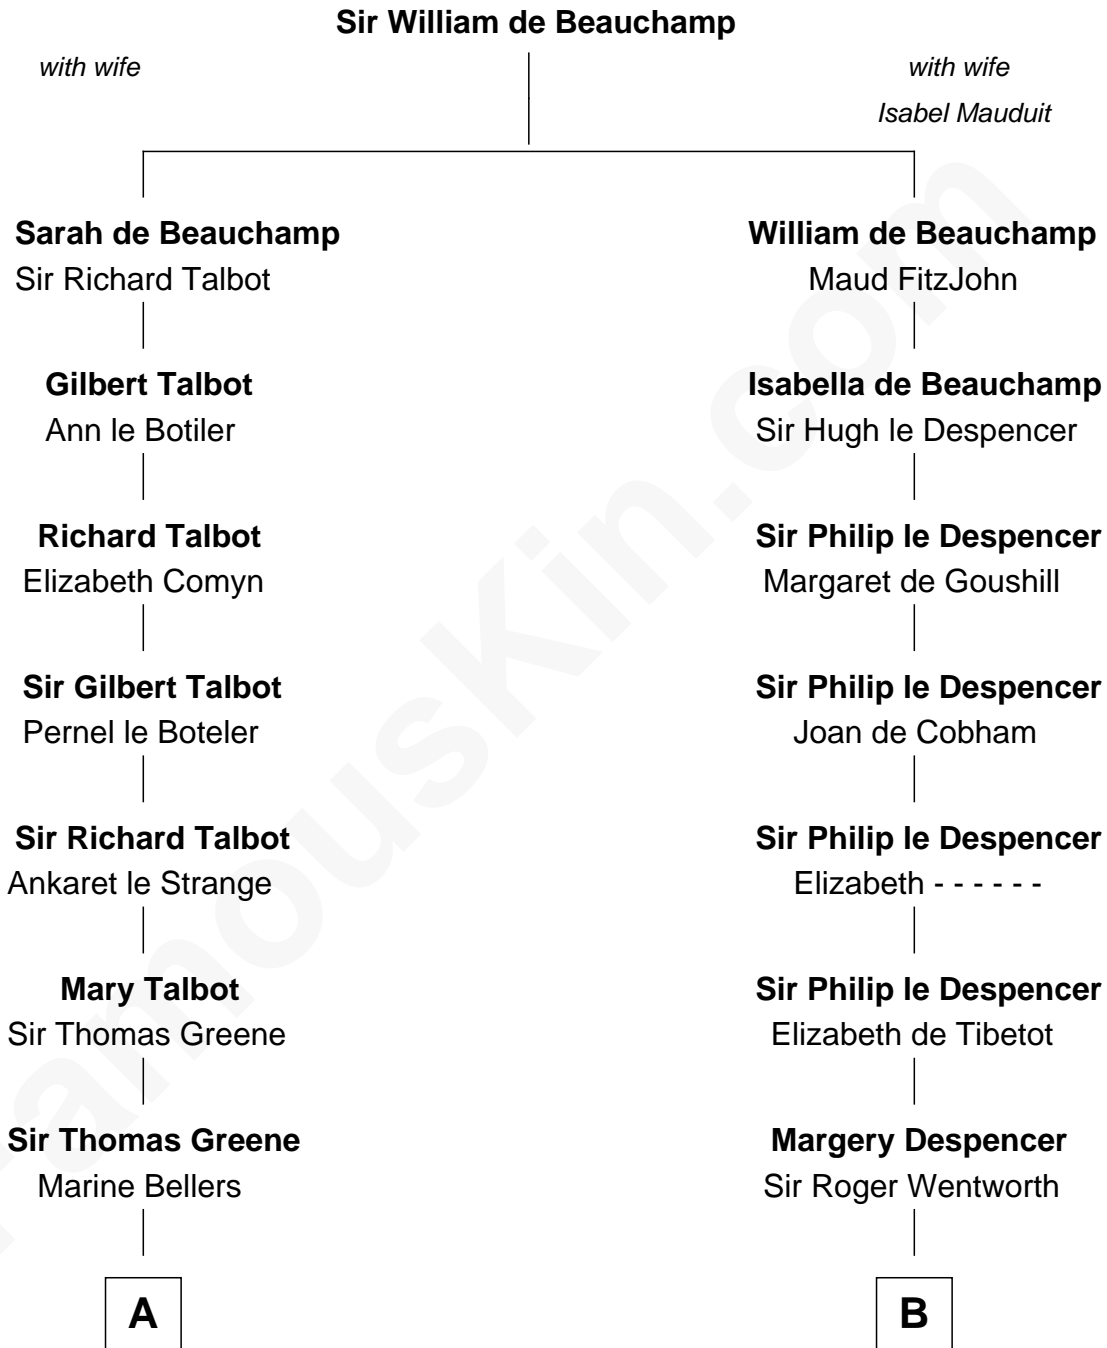 Sir William de Beauchamp
with wife
with wife
Isabel Mauduit
Sarah de Beauchamp
Sir Richard Talbot
William de Beauchamp
Maud FitzJohn
Gilbert Talbot
Ann le Botiler
Isabella de Beauchamp
Sir Hugh le Despencer
Richard Talbot
Elizabeth Comyn
Sir Philip le Despencer
Margaret de Goushill
Sir Gilbert Talbot
Pernel le Boteler
Sir Philip le Despencer
Joan de Cobham
Sir Richard Talbot
Ankaret le Strange
Sir Philip le Despencer
Elizabeth - - - - - -
Mary Talbot
Sir Thomas Greene
Sir Philip le Despencer
Elizabeth de Tibetot
Sir Thomas Greene
Marine Bellers
Margery Despencer
Sir Roger Wentworth
A
B
FamousKin.com